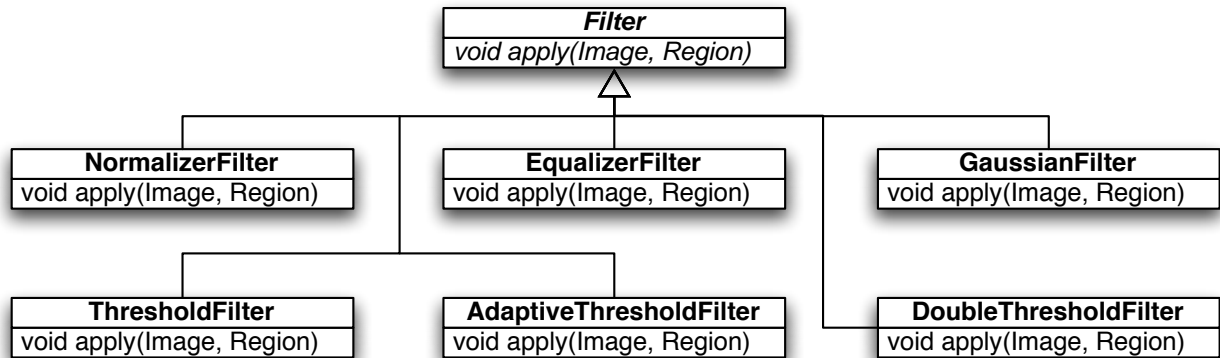 Filter
void apply(Image, Region)
NormalizerFilter
void apply(Image, Region)
EqualizerFilter
void apply(Image, Region)
GaussianFilter
void apply(Image, Region)
ThresholdFilter
void apply(Image, Region)
AdaptiveThresholdFilter
void apply(Image, Region)
DoubleThresholdFilter
void apply(Image, Region)